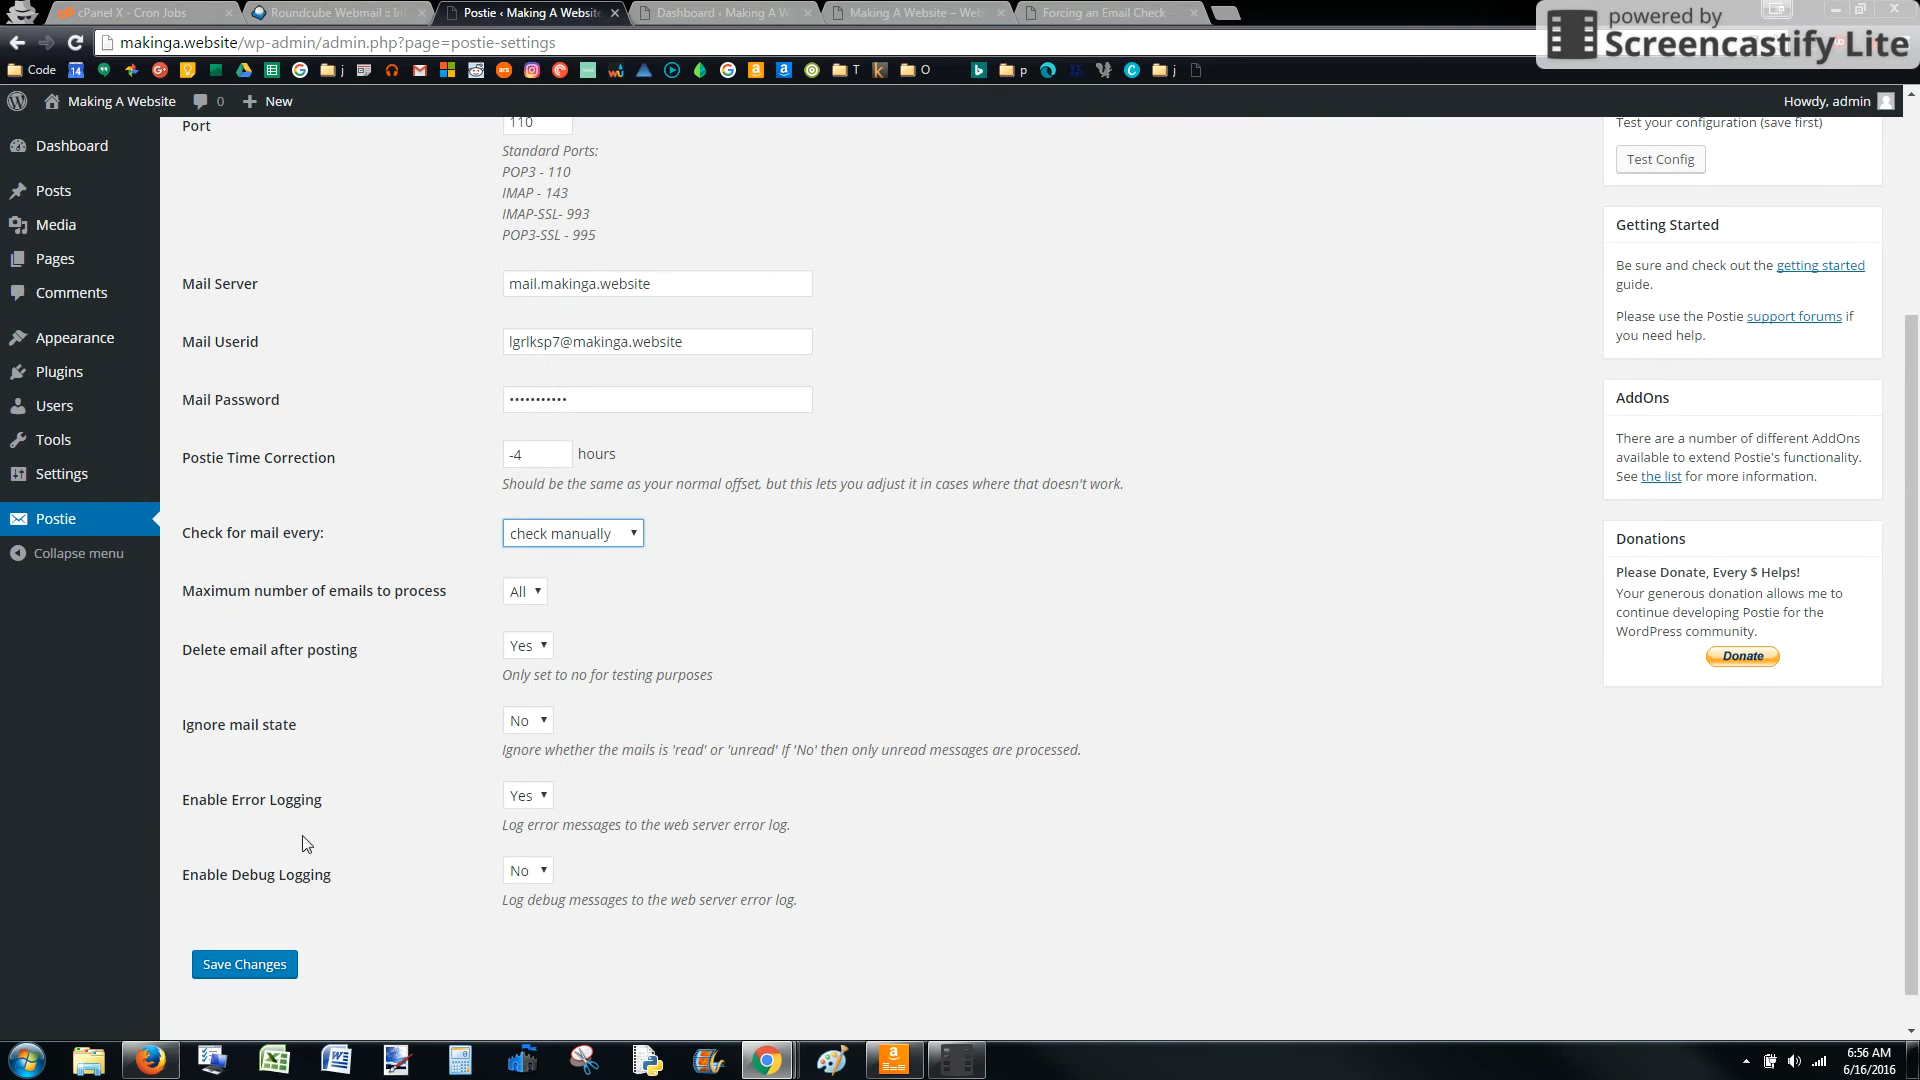 cPanel X - Cron Jobs
Roundcube Webmail :: In
Postie ‹ Making A Website
Dashboard ‹ Making A W
Making A Website – Web
Forcing an Email Check
powered by
Screencastify Lite
makinga.website/wp-admin/admin.php?page=postie-settings
Code
14
j
T
O
p
j
Making A Website
0
New
Howdy, admin
Dashboard
Posts
Media
Pages
Comments
Appearance
Plugins
Users
Tools
Settings
Postie
Collapse menu
Port
110
Standard Ports:
POP3 - 110
IMAP - 143
IMAP-SSL- 993
POP3-SSL - 995
Mail Server
mail.makinga.website
Mail Userid
lgrlksp7@makinga.website
Mail Password
•••••••••••
Postie Time Correction
-4
hours
Should be the same as your normal offset, but this lets you adjust it in cases where that doesn't work.
Check for mail every:
check manually
Maximum number of emails to process
All
Delete email after posting
Yes
Only set to no for testing purposes
Ignore mail state
No
Ignore whether the mails is 'read' or 'unread' If 'No' then only unread messages are processed.
Enable Error Logging
Yes
Log error messages to the web server error log.
Enable Debug Logging
No
Log debug messages to the web server error log.
Save Changes
Test your configuration (save first)
Test Config
Getting Started
Be sure and check out the getting started
guide.
Please use the Postie support forums if
you need help.
AddOns
There are a number of different AddOns
available to extend Postie's functionality.
See the list for more information.
Donations
Please Donate, Every $ Helps!
Your generous donation allows me to
continue developing Postie for the
WordPress community.
Donate
6:56 AM
6/16/2016